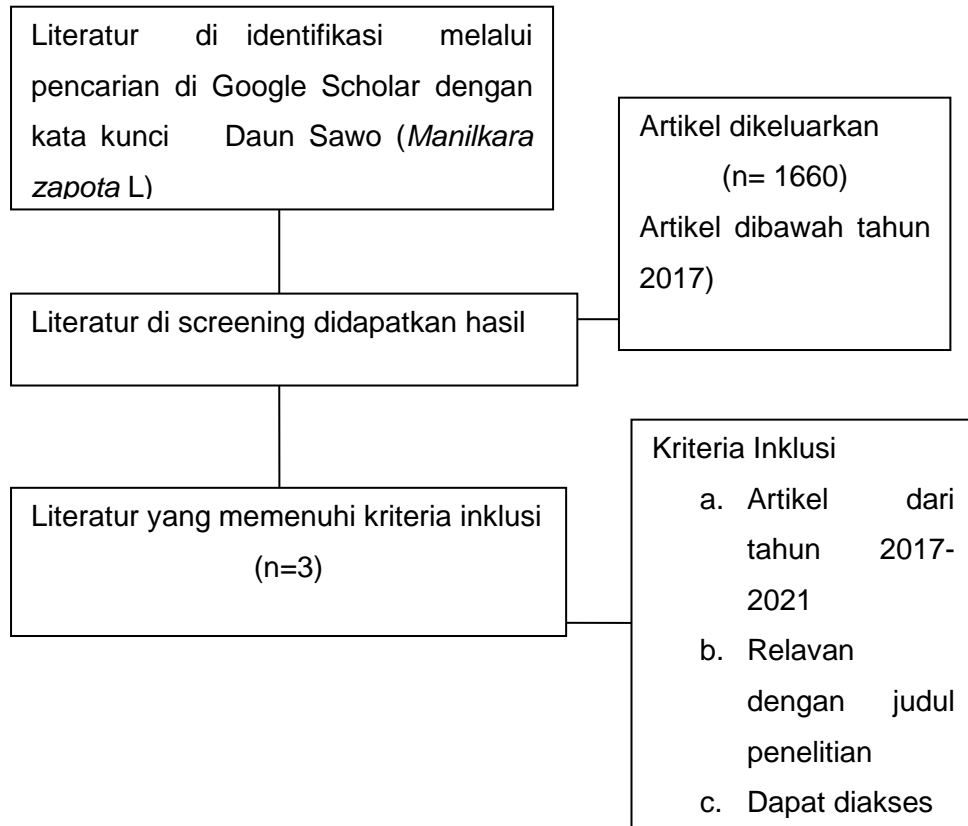 Literatur di identifikasi melalui
pencarian di Google Scholar dengan
kata kunci Daun Sawo (Manilkara
zapota L)
Artikel dikeluarkan
(n= 1660)
Artikel dibawah tahun
2017)
Literatur di screening didapatkan hasil
Literatur yang memenuhi kriteria inklusi
(n=3)
Kriteria Inklusi
a. Artikel dari
tahun 2017-
2021
b. Relavan
dengan judul
penelitian
c. Dapat diakses